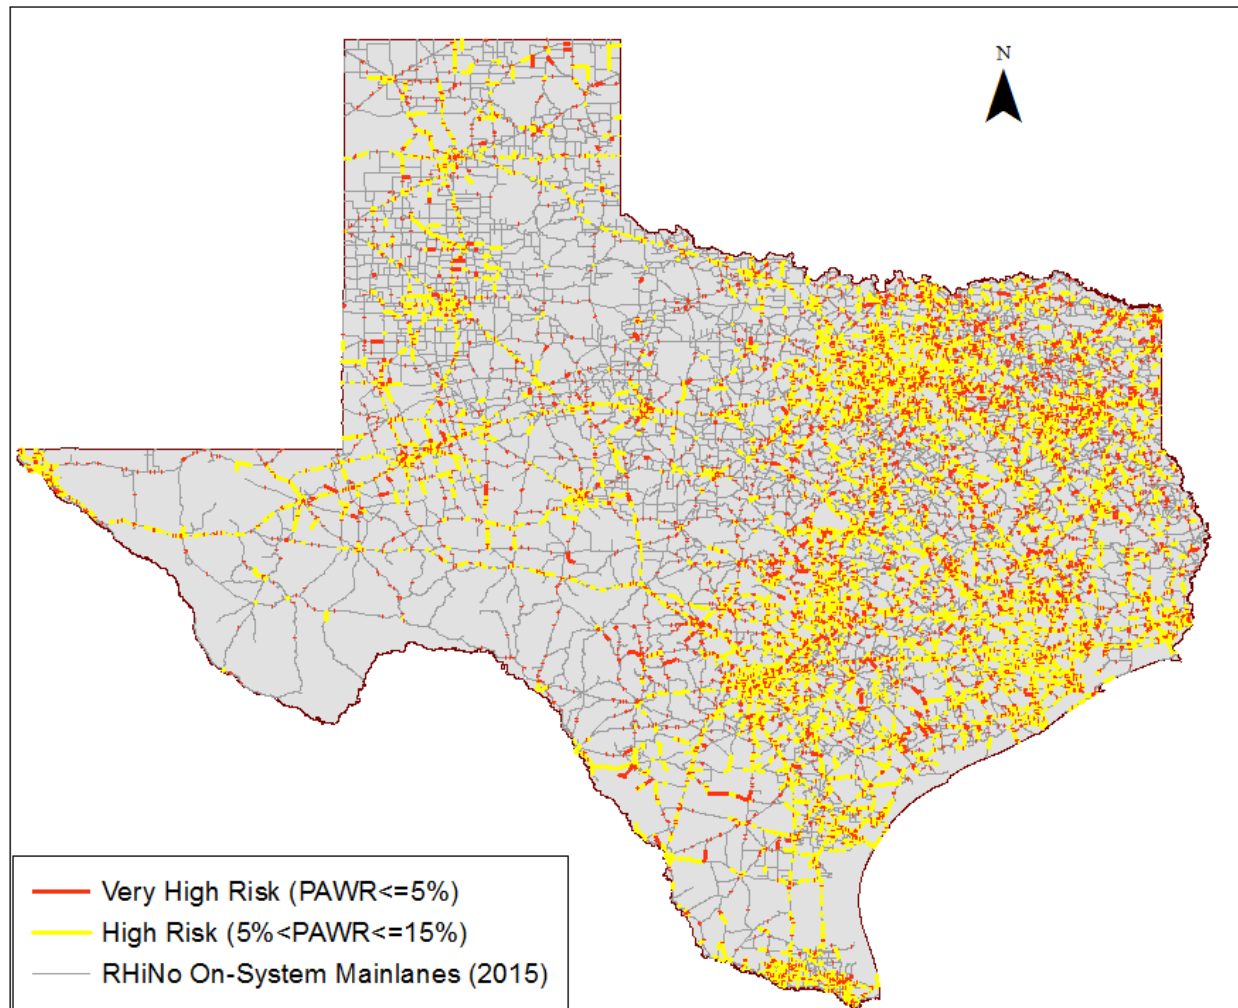 N
Very High Risk (PAWR<=5%)
High Risk (5%<PAWR<=15%)
RHiNo On-System Mainlanes (2015)